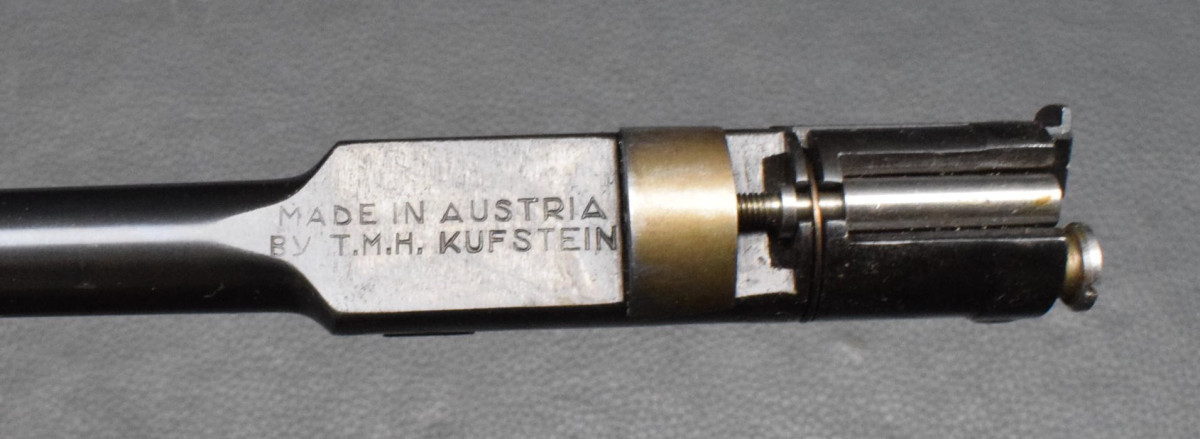 MADE IN AUSTRIA
By T.M.H. KUFSTEIN